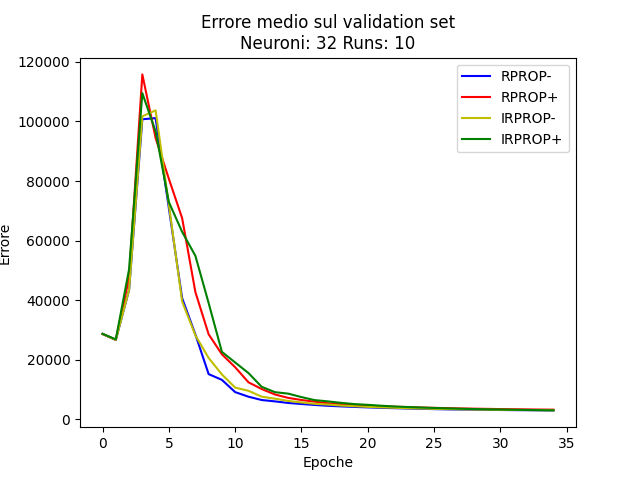 Errore medio sul validation set
Neuroni: 32 Runs: 10
120000
100000
80000
60000
40000
20000
0
Errore
RPROP-
RPROP+
IRPROP-
IRPROP+
0 5 10 15 20 25 30 35
Epoche